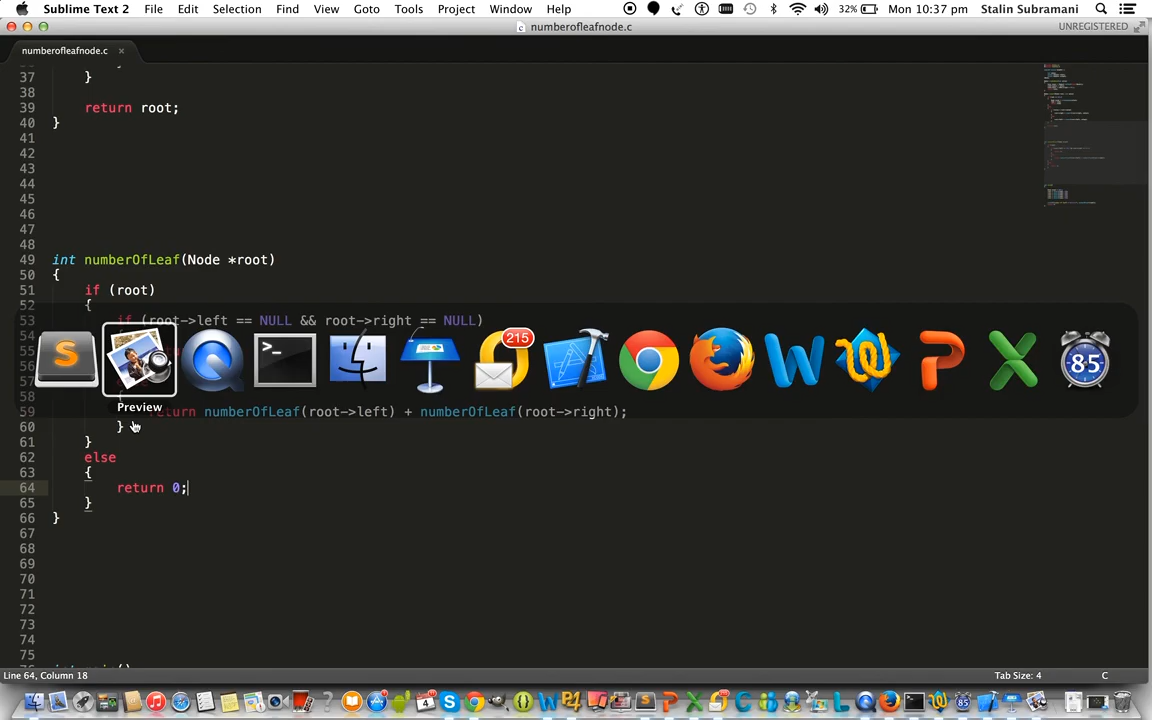 Sublime Text 2 File Edit Selection Find View Goto Tools Project Window Help 32% Mon 10:37 pm Stalin Subramani
numberofleafnode.c UNREGISTERED
numberofleafnode.c ×
37 }
38
39 return root;
40 }
41
42
43
44
45
46
47
48
49 int numberOfLeaf(Node *root)
50 {
51 if (root)
52 {
53 if (root->left == NULL && root->right == NULL)
54
215
>_
85
Preview
59 return numberOfLeaf(root->left) + numberOfLeaf(root->right);
60 }
61 }
62 else
63 {
64 return 0;
65 }
66 }
67
68
69
70
71
72
73
74
75
Line 64, Column 18 Tab Size: 4 C